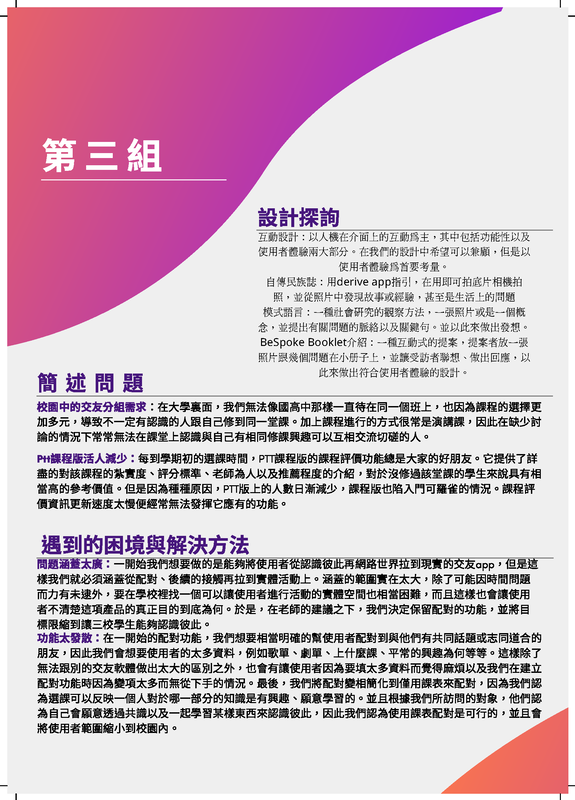 第三組
設計探詢
互動設計：以人機在介面上的互動為主，其中包括功能性以及
使用者體驗兩大部分。在我們的設計中希望可以兼顧，但是以
使用者體驗為首要考量。
自傳民族誌：用derive app指引，在用即可拍底片相機拍
照，並從照片中發現故事或經驗，甚至是生活上的問題
模式語言：一種社會研究的觀察方法，一張照片或是一個概
念，並提出有關問題的脈絡以及關鍵句。並以此來做出發想。
BeSpoke Booklet介紹：一種互動式的提案，提案者放一張
照片跟幾個問題在小册子上，並讓受訪者聯想、做出回應，以
此來做出符合使用者體驗的設計。
簡述問題
校園中的交友分組需求：在大學裏面，我們無法像國高中那樣一直待在同一個班上，也因為課程的選擇更
加多元，導致不一定有認識的人跟自己修到同一堂課。加上課程進行的方式很常是演講課，因此在缺少討
論的情況下常常無法在課堂上認識與自己有相同修課興趣可以互相交流切磋的人。
Ptt課程版活人減少：每到學期初的選課時間，PTT課程版的課程評價功能總是大家的好朋友。它提供了詳
盡的對該課程的紮實度、評分標準、老師為人以及推薦程度的介紹，對於沒修過該堂課的學生來說具有相
當高的參考價值。但是因為種種原因，PTT版上的人數日漸減少，課程版也陷入門可羅雀的情況。課程評
價資訊更新速度太慢便經常無法發揮它應有的功能。
遇到的困境與解決方法
問題涵蓋太廣：一開始我們想要做的是能夠將使用者從認識彼此再網路世界拉到現實的交友app，但是這
樣我們就必須涵蓋從配對、後續的接觸再拉到實體活動上。涵蓋的範圍實在太大，除了可能因時間問題
而力有未逮外，要在學校裡找一個可以讓使用者進行活動的實體空間也相當困難，而且這樣也會讓使用
者不清楚這項產品的真正目的到底為何。於是，在老師的建議之下，我們決定保留配對的功能，並將目
標限縮到讓三校學生能夠認識彼此。
功能太發散：在一開始的配對功能，我們想要相當明確的幫使用者配對到與他們有共同話題或志同道合的
朋友，因此我們會想要使用者的太多資料，例如歌單、劇單、上什麼課、平常的興趣為何等等。這樣除了
無法跟別的交友軟體做出太大的區別之外，也會有讓使用者因為要填太多資料而覺得麻煩以及我們在建立
配對功能時因為變項太多而無從下手的情況。最後，我們將配對變相簡化到僅用課表來配對，因為我們認
為選課可以反映一個人對於哪一部分的知識是有興趣、願意學習的。並且根據我們所訪問的對象，他們認
為自己會願意透過共識以及一起學習某樣東西來認識彼此，因此我們認為使用課表配對是可行的，並且會
將使用者範圍縮小到校園內。